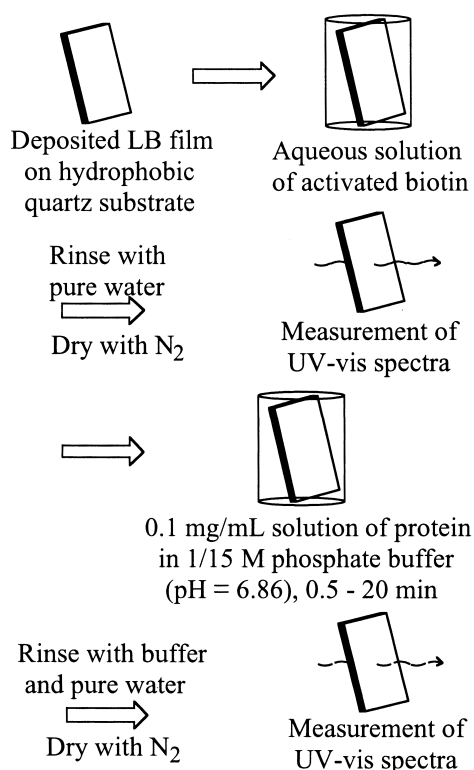 Deposited LB film
on hydrophobic
quartz substrate
Aqueous solution
of activated biotin
Rinse with
pure water
Dry with N2
Measurement of
UV-vis spectra
0.1 mg/mL solution of protein
in 1/15 M phosphate buffer
(pH = 6.86), 0.5 - 20 min
Rinse with buffer
and pure water
Dry with N2
Measurement of
UV-vis spectra